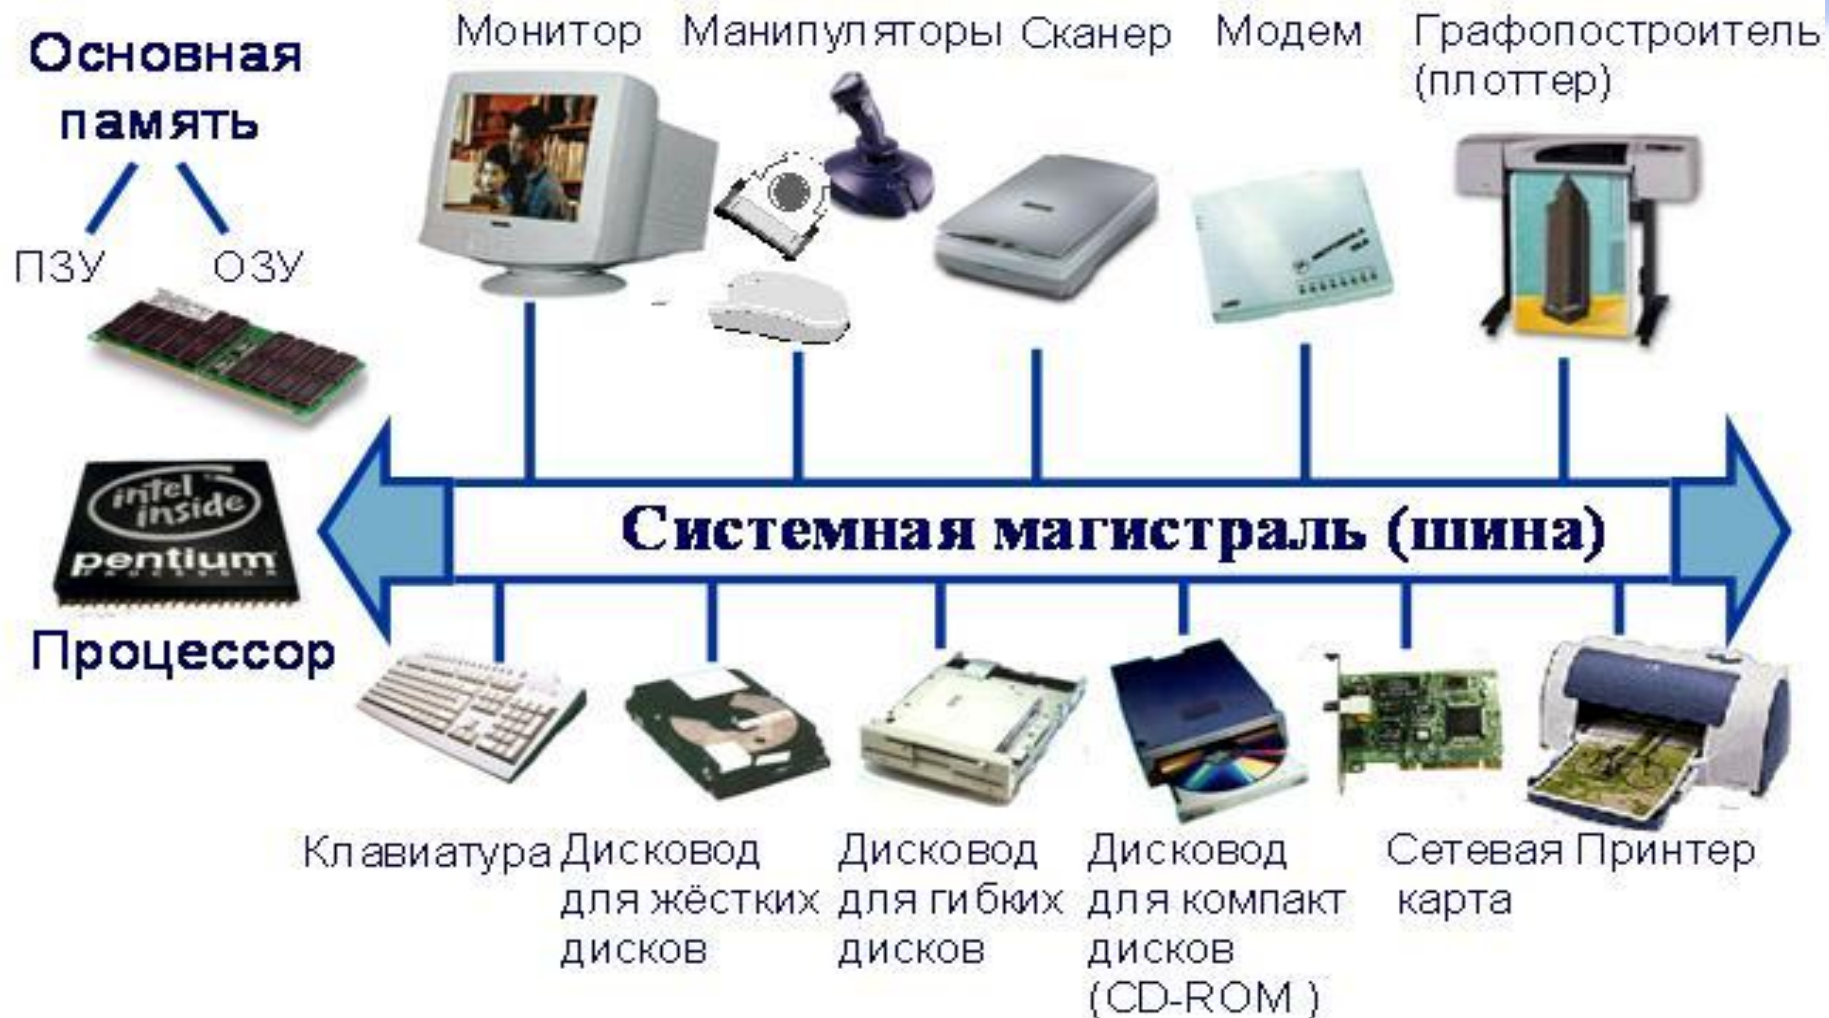 Основная
память
ПЗУ ОЗУ
Монитор
Манипуляторы
Сканер
Модем
Графопостроитель
(плоттер)
intel
inside
pentium
PROCESSOR
Процессор
Системная магистраль (шина)
Клавиатура
Дисковод
для жёстких
дисков
Дисковод
для гибких
дисков
Дисковод
для компакт
дисков
(CD-ROM )
Сетевая
карта
Принтер